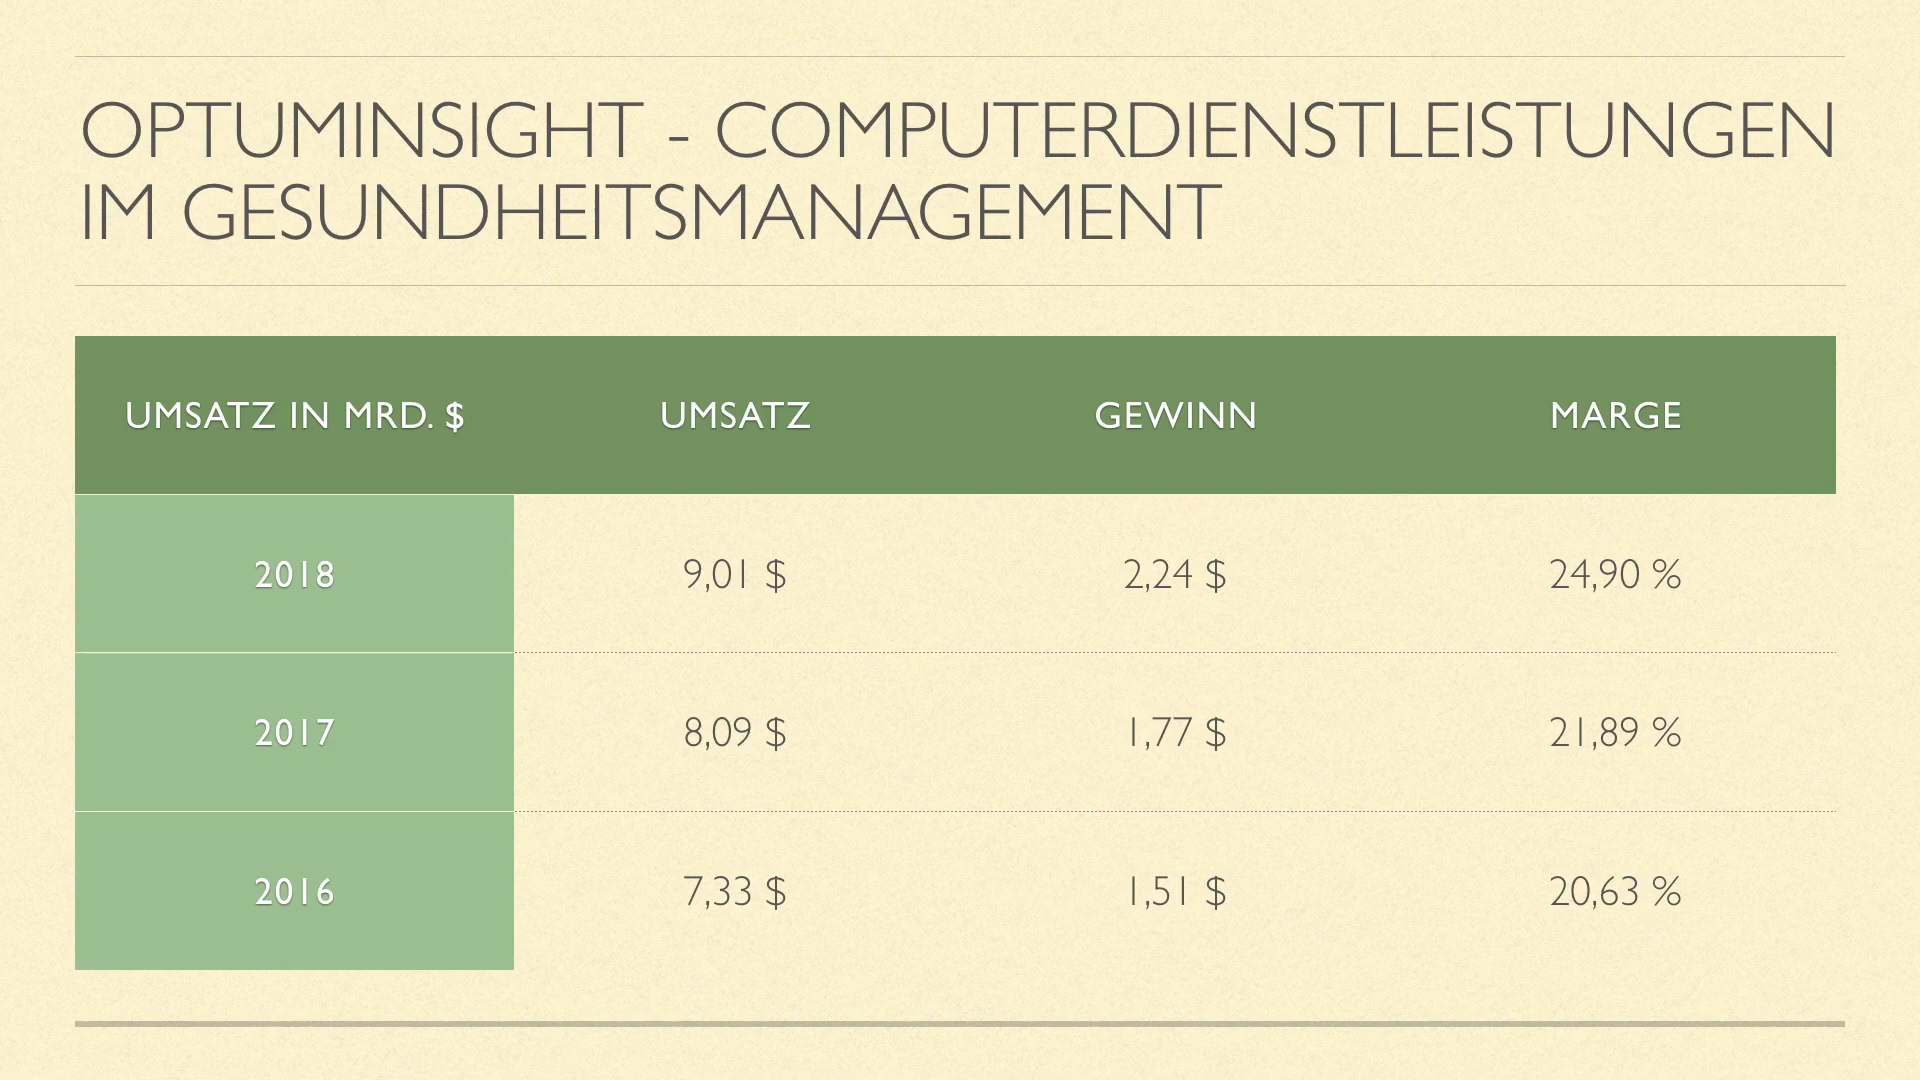 OPTUMINSIGHT - COMPUTERDIENSTLEISTUNGEN
IM GESUNDHEITSMANAGEMENT
UMSATZ IN MRD. $ UMSATZ GEWINN MARGE
2018 9,01 $ 2,24 $ 24,90 %
2017 8,09 $ 1,77 $ 21,89 %
2016 7,33 $ 1,51 $ 20,63 %